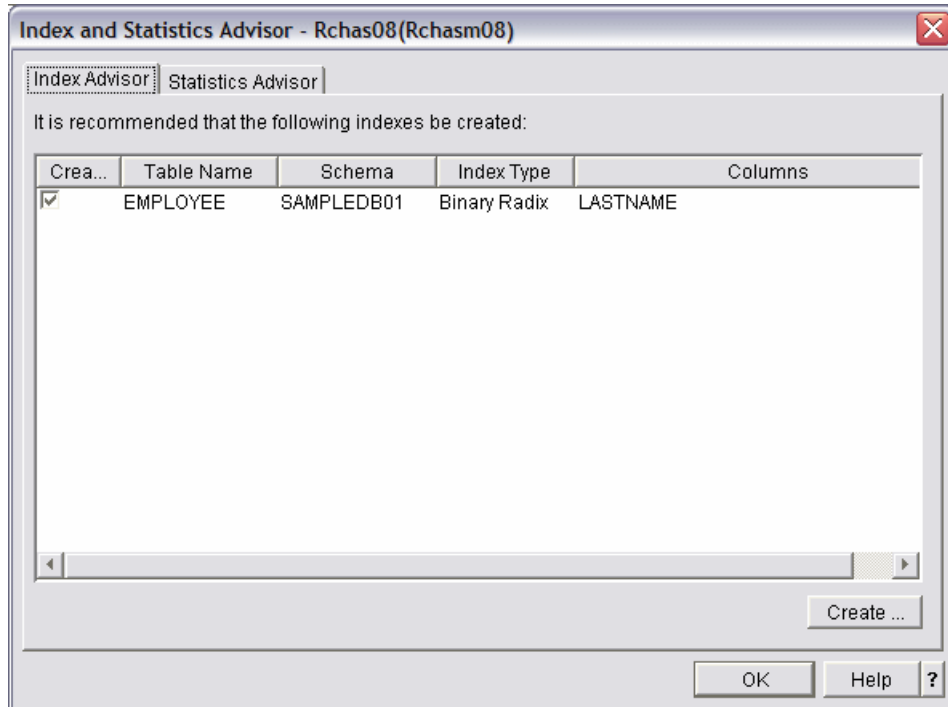 Index and Statistics Advisor - Rchas08(Rchasm08)
Index Advisor Statistics Advisor
It is recommended that the following indexes be created:
Crea... Table Name Schema Index Type Columns
EMPLOYEE SAMPLEDB01 Binary Radix LASTNAME
Create ...
OK Help ?